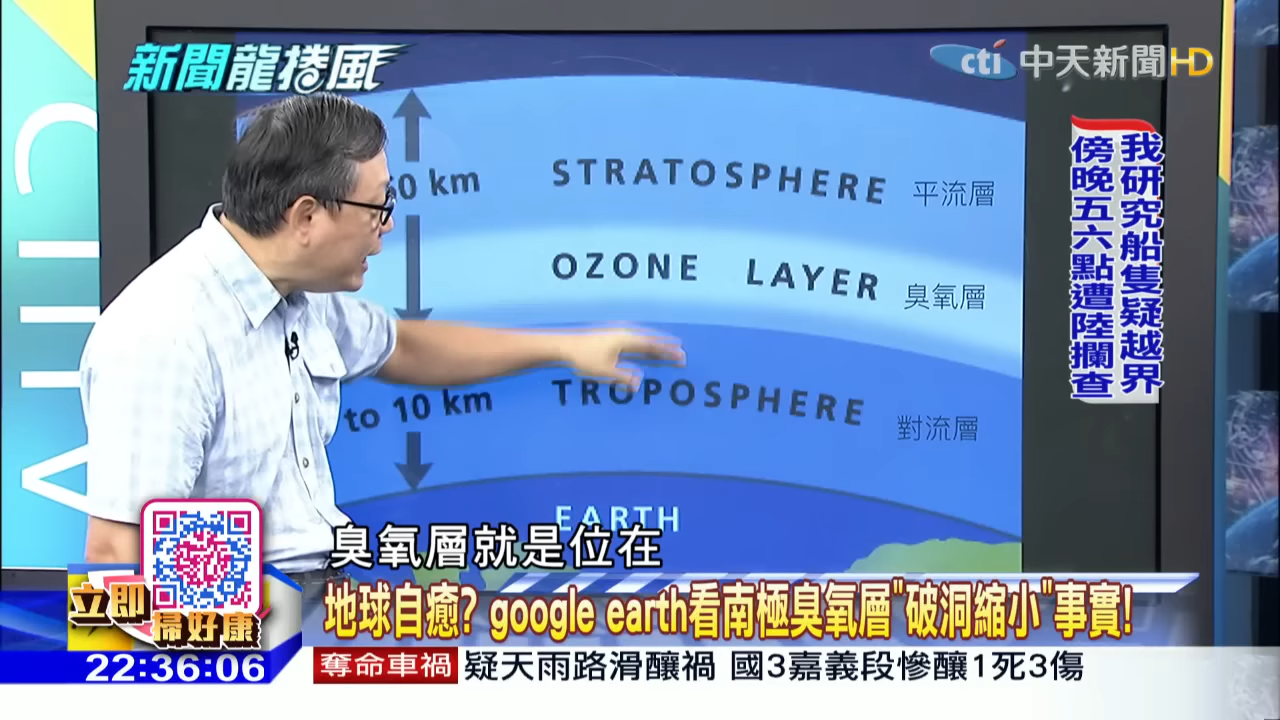 新聞龍捲風
cti中天新聞HD
我研究船隻疑越界
傍晚五六點遭陸攔查
60 km
STRATOSPHERE 平流層
OZONE LAYER 臭氧層
TROPOSPHERE 對流層
to 10 km
EARTH
臭氧層就是位在
地球自癒? google earth看南極臭氧層"破洞縮小"事實!
立即
掃好康
22:36:06
奪命車禍 疑天雨路滑釀禍 國3嘉義段慘釀1死3傷